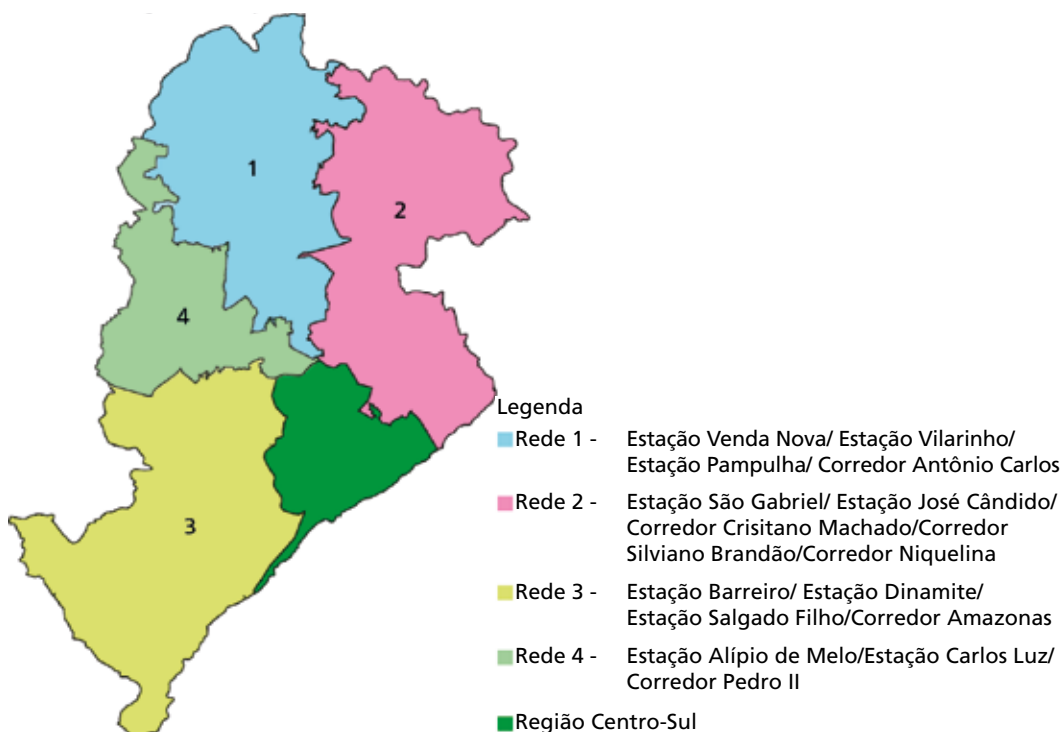 1
2
4
3
Legenda
Rede 1 - Estação Venda Nova/ Estação Vilarinho/
Estação Pampulha/ Corredor Antônio Carlos
Rede 2 - Estação São Gabriel/ Estação José Cândido/
Corredor Crisitano Machado/Corredor
Silviano Brandão/Corredor Niquelina
Rede 3 - Estação Barreiro/ Estação Dinamite/
Estação Salgado Filho/Corredor Amazonas
Rede 4 - Estação Alípio de Melo/Estação Carlos Luz/
Corredor Pedro II
Região Centro-Sul